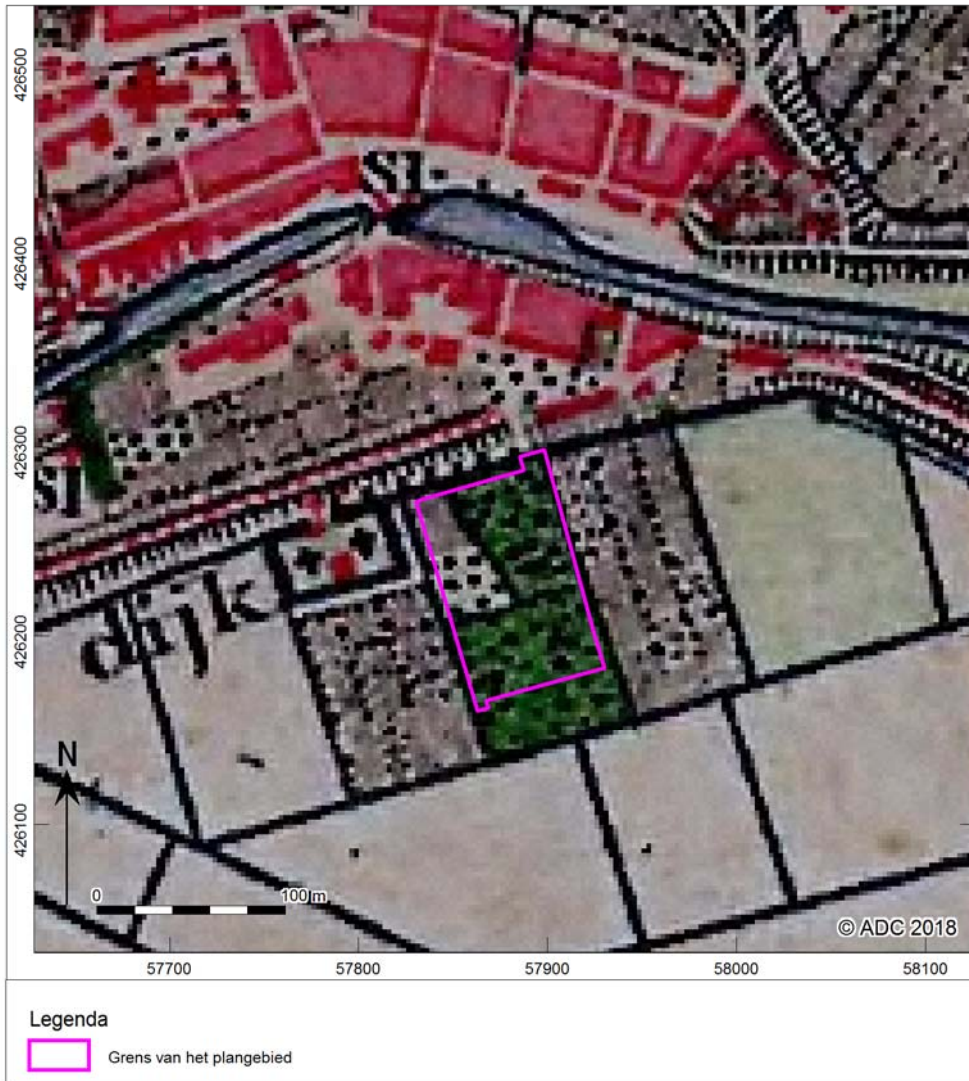 426500
Sl.
426400
426300
Sl
dijk
426200
N
426100
0 100 m
© ADC 2018
57700 57800 57900 58000 58100
Legenda
Grens van het plangebied